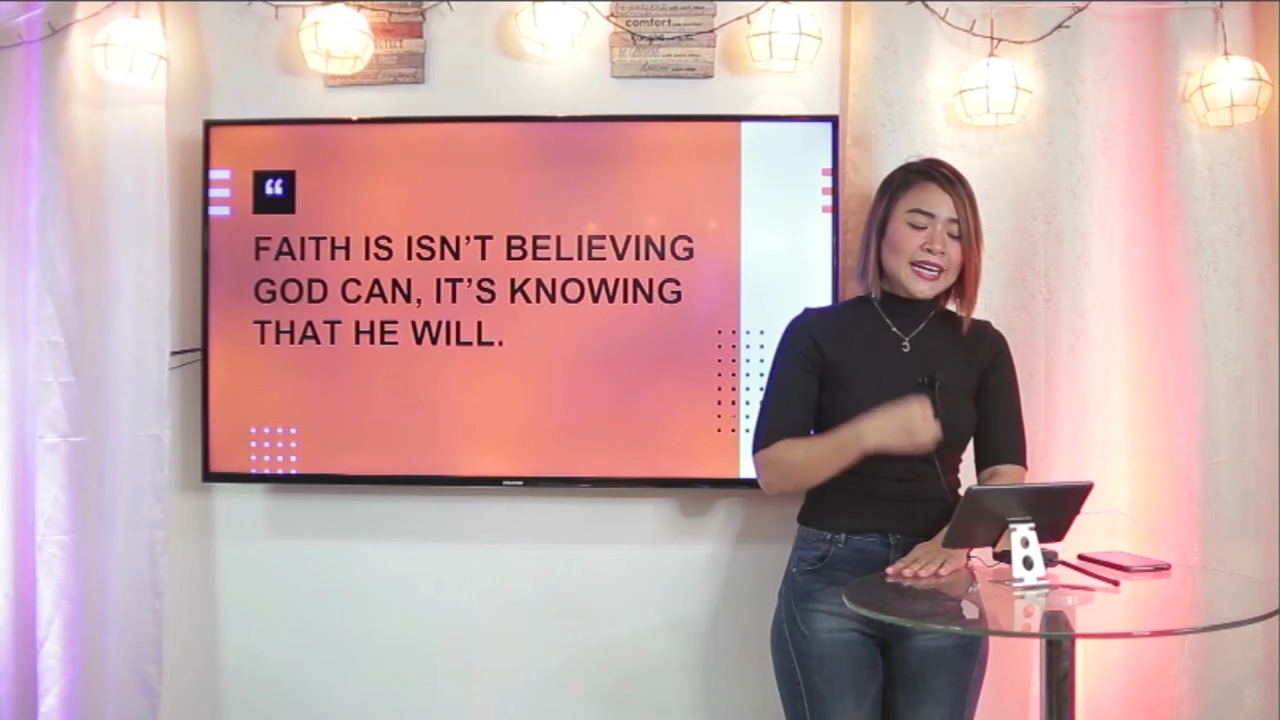 comfort
“
FAITH IS ISN’T BELIEVING
GOD CAN, IT’S KNOWING
THAT HE WILL.